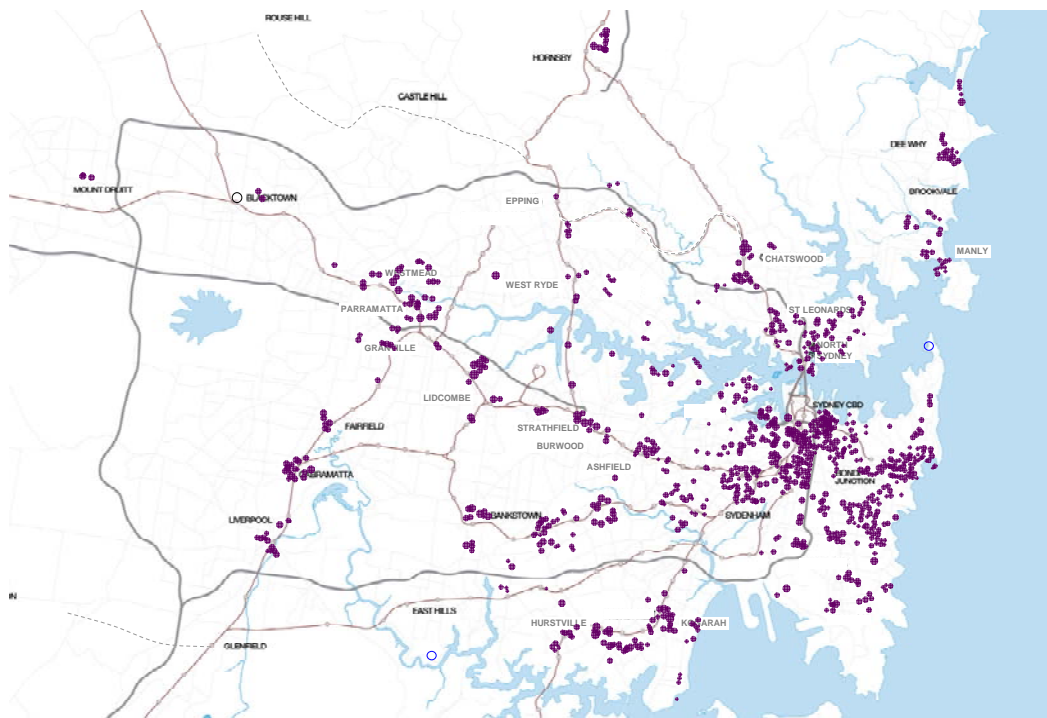 ROUSE HILL
HORNSBY
CASTLE HILL
DEE WHY
MOUNT DRUITT
BLACKTOWN
BROOKVALE
EPPING
MANLY
CHATSWOOD
WESTMEAD
WEST RYDE
PARRAMATTA
ST LEONARDS
NORTH
SYDNEY
GRANVILLE
LIDCOMBE
SYDNEY CBD
FAIRFIELD
STRATHFIELD
BURWOOD
ASHFIELD
CABRAMATTA
BONDI
JUNCTION
LIVERPOOL
BANKSTOWN
SYDENHAM
EAST HILLS
HURSTVILLE
KOGARAH
GLENFIELD